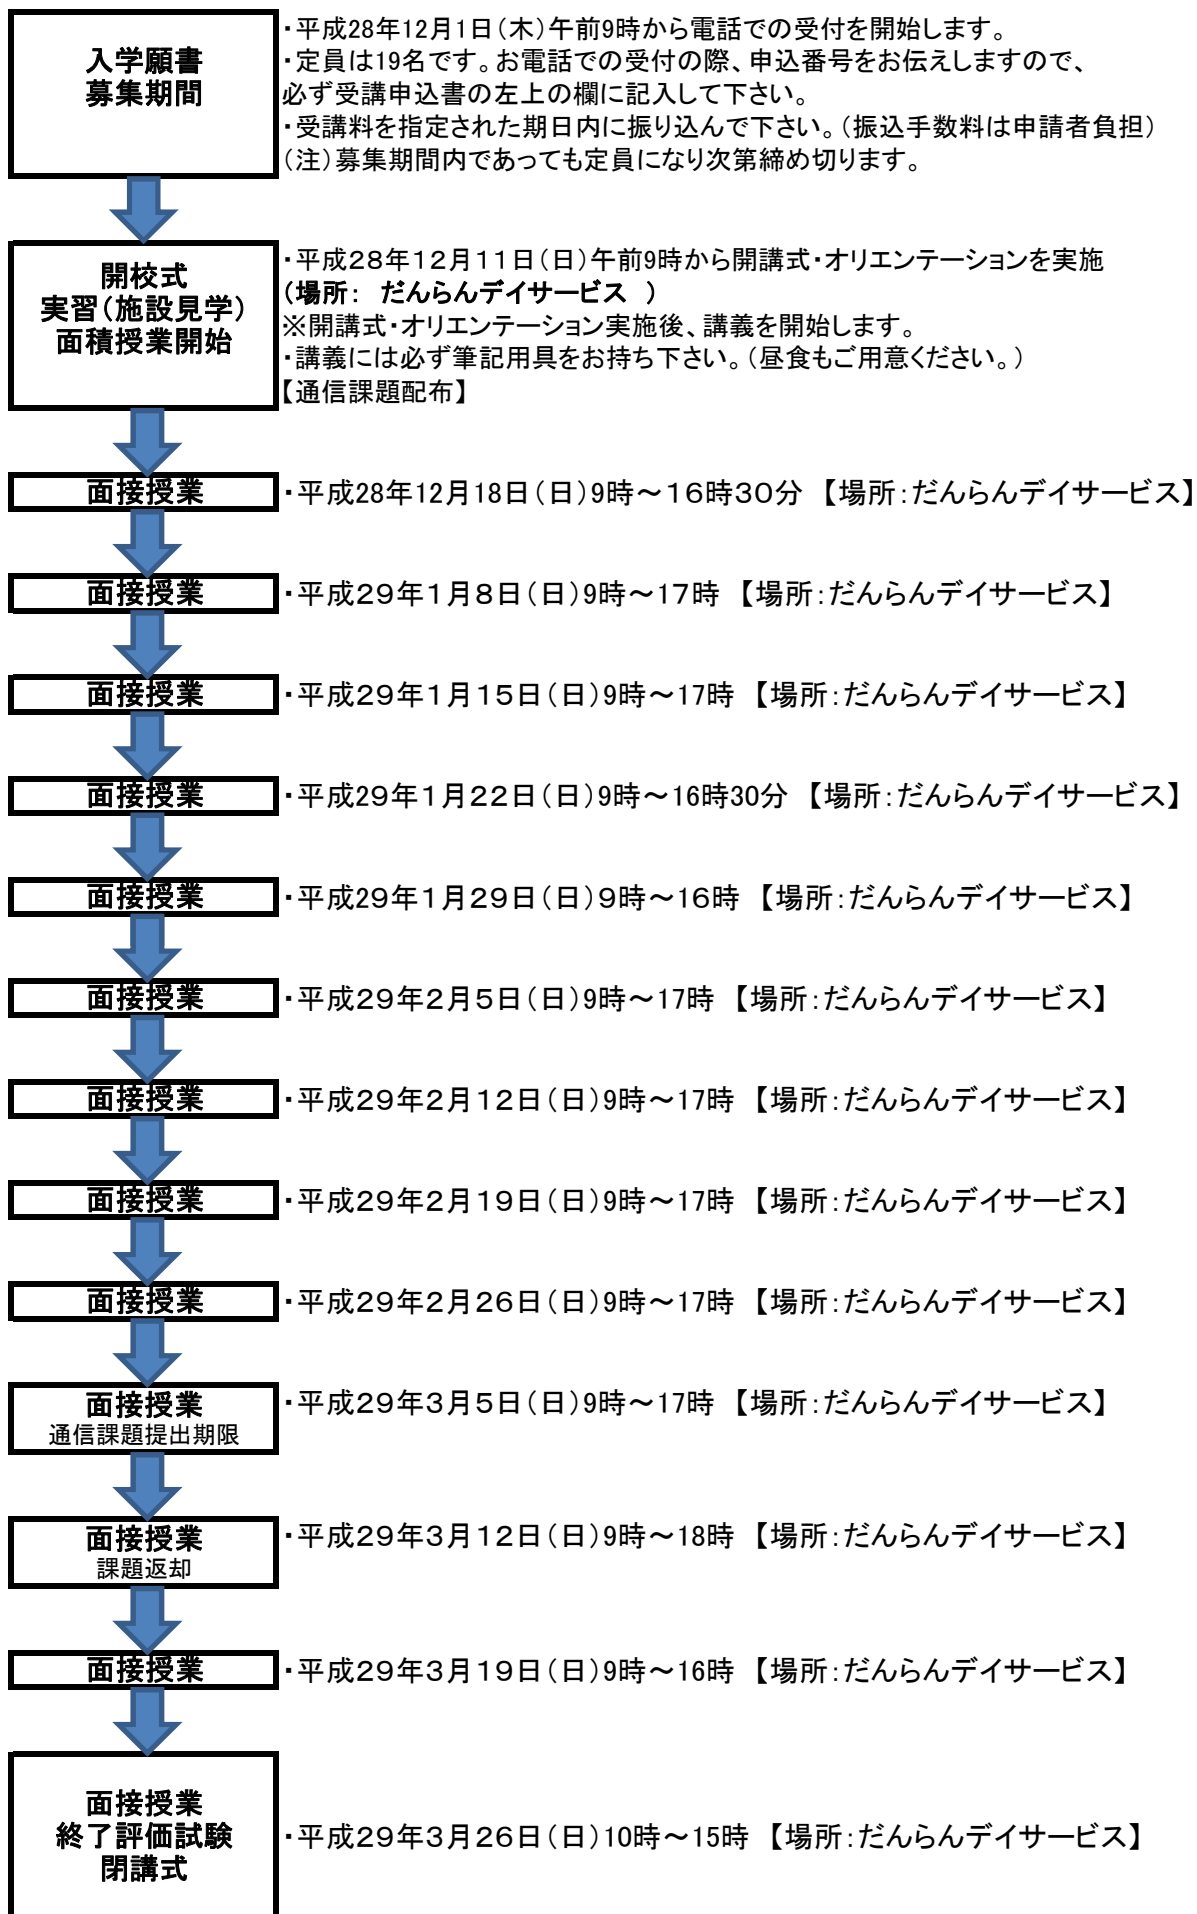 入学願書
募集期間
・平成28年12月1日(木)午前9時から電話での受付を開始します。
・定員は19名です。お電話での受付の際、申込番号をお伝えしますので、
必ず受講申込書の左上の欄に記入して下さい。
・受講料を指定された期日内に振り込んで下さい。(振込手数料は申請者負担)
(注)募集期間内であっても定員になり次第締め切ります。
開校式
実習(施設見学)
面積授業開始
・平成28年12月11日(日)午前9時から開講式・オリエンテーションを実施
(場所: だんらんデイサービス )
※開講式・オリエンテーション実施後、講義を開始します。
・講義には必ず筆記用具をお持ち下さい。(昼食もご用意ください。)
【通信課題配布】
面接授業
・平成28年12月18日(日)9時～16時30分 【場所:だんらんデイサービス】
面接授業
・平成29年1月8日(日)9時～17時 【場所:だんらんデイサービス】
面接授業
・平成29年1月15日(日)9時～17時 【場所:だんらんデイサービス】
面接授業
・平成29年1月22日(日)9時～16時30分 【場所:だんらんデイサービス】
面接授業
・平成29年1月29日(日)9時～16時 【場所:だんらんデイサービス】
面接授業
・平成29年2月5日(日)9時～17時 【場所:だんらんデイサービス】
面接授業
・平成29年2月12日(日)9時～17時 【場所:だんらんデイサービス】
面接授業
・平成29年2月19日(日)9時～17時 【場所:だんらんデイサービス】
面接授業
・平成29年2月26日(日)9時～17時 【場所:だんらんデイサービス】
面接授業
通信課題提出期限
・平成29年3月5日(日)9時～17時 【場所:だんらんデイサービス】
面接授業
課題返却
・平成29年3月12日(日)9時～18時 【場所:だんらんデイサービス】
面接授業
・平成29年3月19日(日)9時～16時 【場所:だんらんデイサービス】
面接授業
終了評価試験
閉講式
・平成29年3月26日(日)10時～15時 【場所:だんらんデイサービス】